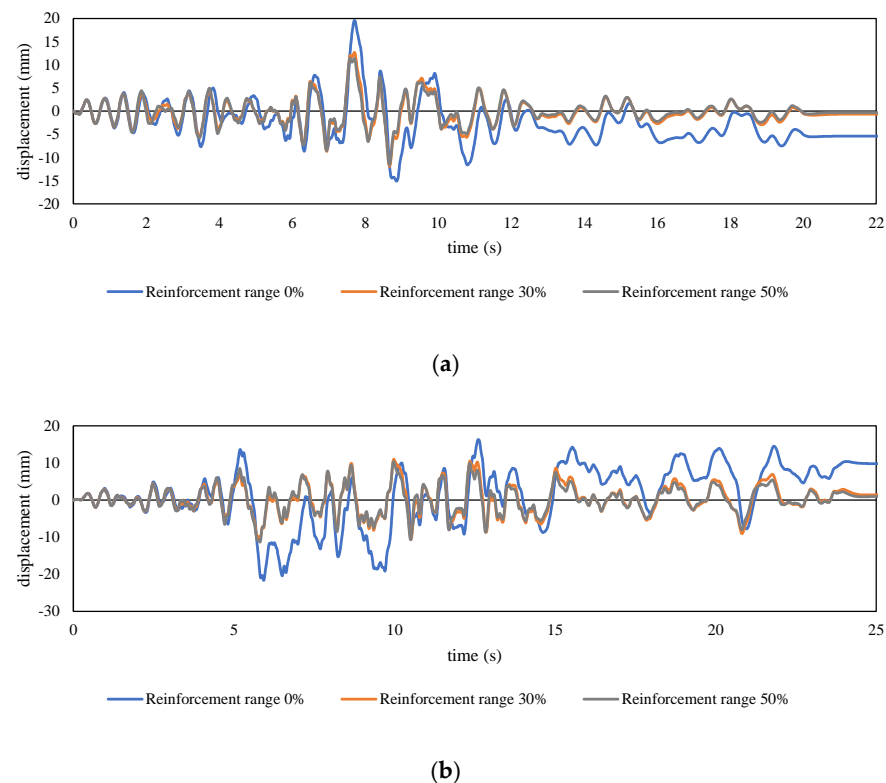 displacement (mm)
20
15
10
5
0
-5
-10
-15
-20
0 2 4 6 8 10 12 14 16 18 20 22
time (s)
Reinforcement range 0% Reinforcement range 30% Reinforcement range 50%
(a)
displacement (mm)
20
10
0
-10
-20
-30
0 5 10 15 20 25
time (s)
Reinforcement range 0% Reinforcement range 30% Reinforcement range 50%
(b)